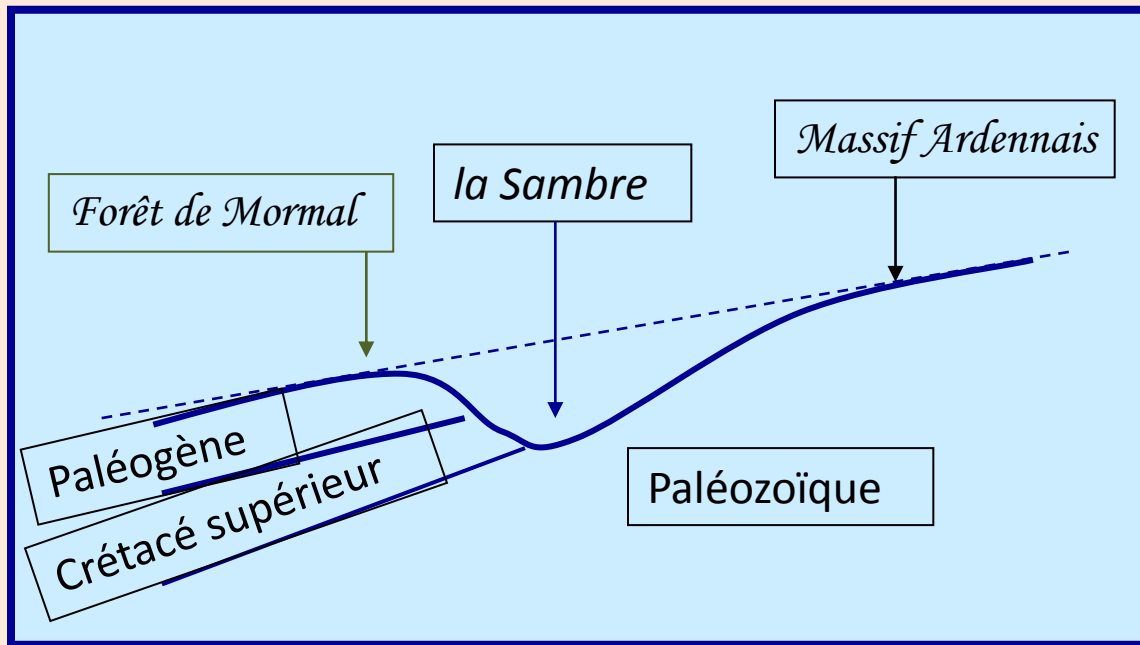 Massif Ardennais
la Sambre
Forêt de Mormal
Paléogène
Crétacé supérieur
Paléozoïque